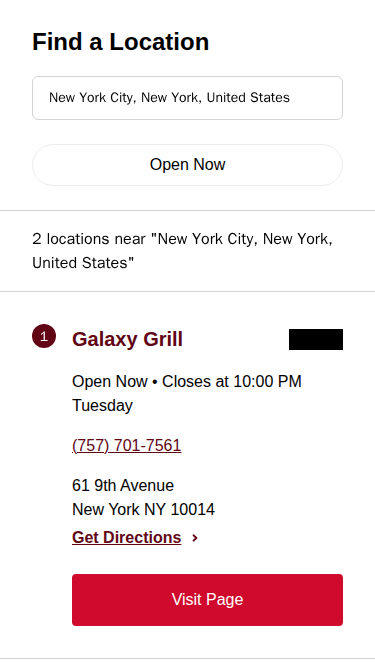 Find a Location
New York City, New York, United States
Open Now
2 locations near "New York City, New York,
United States"
1
Galaxy Grill
Open Now • Closes at 10:00 PM
Tuesday
(757) 701-7561
61 9th Avenue
New York NY 10014
Get Directions
Visit Page